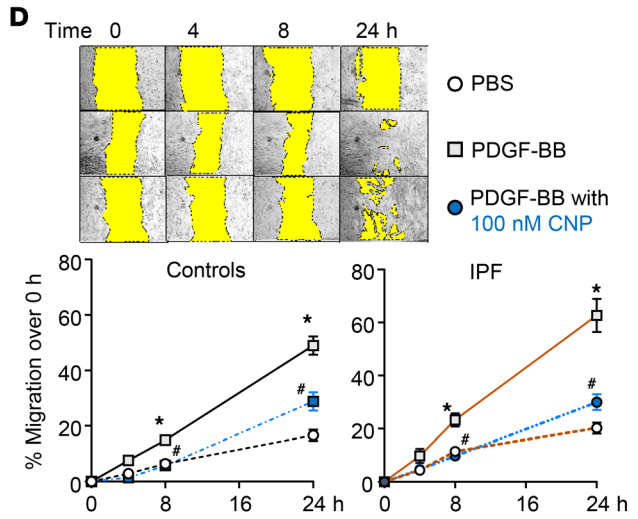 D
Time 0 4 8 24 h
PBS
PDGF-BB
PDGF-BB with
100 nM CNP
% Migration over 0 h
Controls
80
60
40
20
0
*
*
#
#
0 8 16 24 h
IPF
80
60
40
20
0
*
*
#
#
0 8 16 24 h